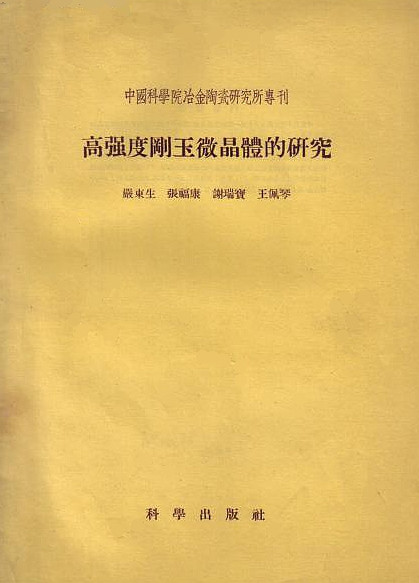 中國科學院冶金陶瓷研究所專刊
高强度剛玉微晶體的研究
嚴東生 張福康 謝瑞寶 王佩琴
科學出版社